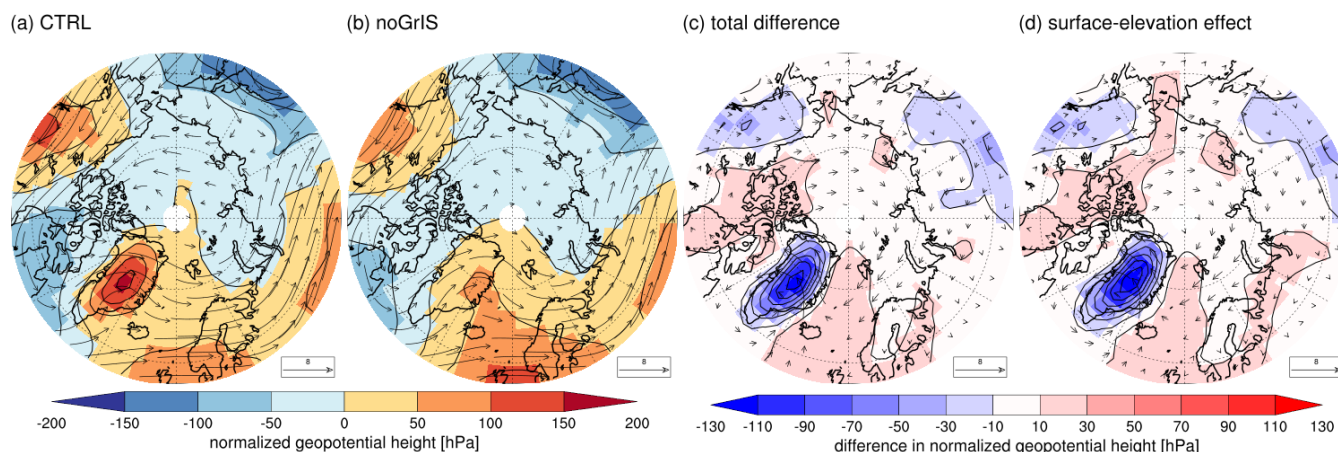 (a) CTRL
(b) noGrIS
(c) total difference
(d) surface-elevation effect
8
8
8
8
-200 -150 -100 -50 0 50 100 150 200
normalized geopotential height [hPa]
-130 -110 -90 -70 -50 -30 -10 10 30 50 70 90 110 130
difference in normalized geopotential height [hPa]